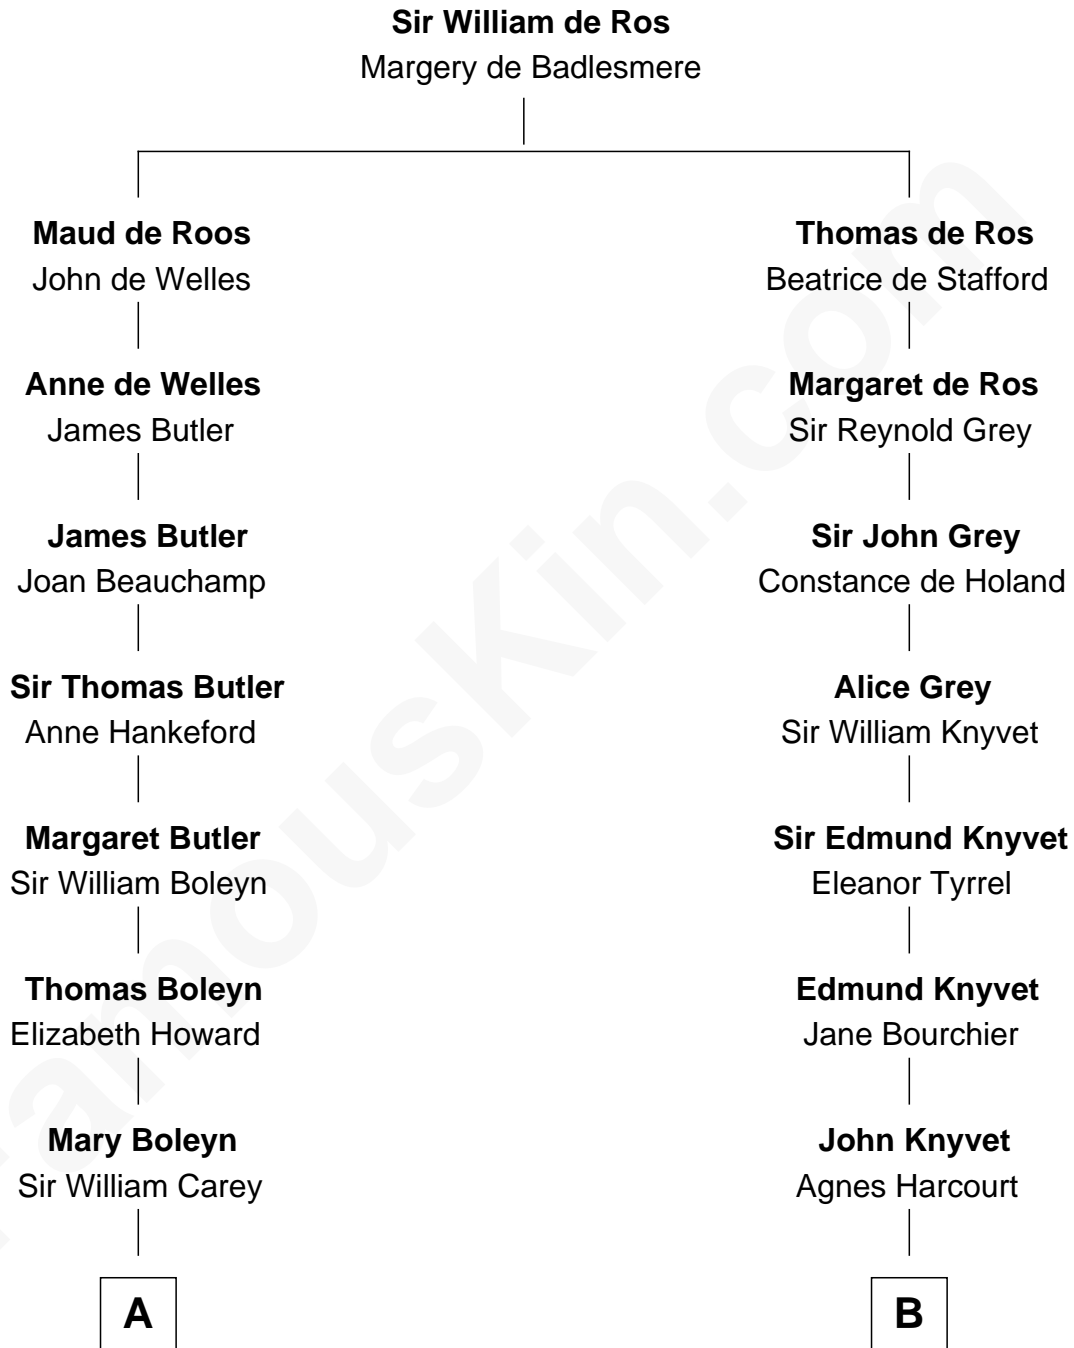 Sir William de Ros
Margery de Badlesmere
Maud de Roos
John de Welles
Thomas de Ros
Beatrice de Stafford
Anne de Welles
James Butler
Margaret de Ros
Sir Reynold Grey
James Butler
Joan Beauchamp
Sir John Grey
Constance de Holand
Sir Thomas Butler
Anne Hankeford
Alice Grey
Sir William Knyvet
Margaret Butler
Sir William Boleyn
Sir Edmund Knyvet
Eleanor Tyrrel
Thomas Boleyn
Elizabeth Howard
Edmund Knyvet
Jane Bourchier
Mary Boleyn
Sir William Carey
John Knyvet
Agnes Harcourt
A
B
FamousKin.com